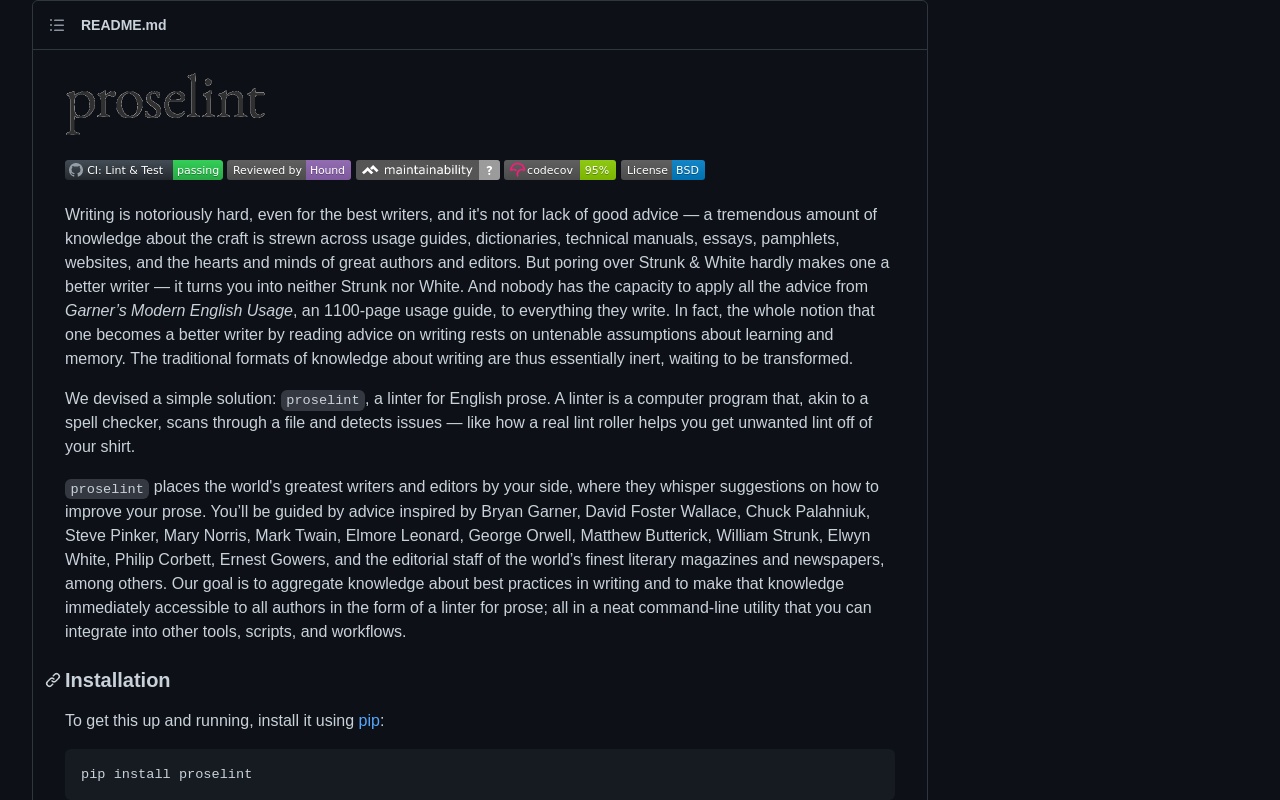 README.md
proselint
CI: Lint & Test passing Reviewed by Hound maintainability ? codecov 95% License BSD
Writing is notoriously hard, even for the best writers, and it's not for lack of good advice — a tremendous amount of
knowledge about the craft is strewn across usage guides, dictionaries, technical manuals, essays, pamphlets,
websites, and the hearts and minds of great authors and editors. But poring over Strunk & White hardly makes one a
better writer — it turns you into neither Strunk nor White. And nobody has the capacity to apply all the advice from
Garner’s Modern English Usage, an 1100-page usage guide, to everything they write. In fact, the whole notion that
one becomes a better writer by reading advice on writing rests on untenable assumptions about learning and
memory. The traditional formats of knowledge about writing are thus essentially inert, waiting to be transformed.
We devised a simple solution: proselint, a linter for English prose. A linter is a computer program that, akin to a
spell checker, scans through a file and detects issues — like how a real lint roller helps you get unwanted lint off of
your shirt.
proselint places the world's greatest writers and editors by your side, where they whisper suggestions on how to
improve your prose. You’ll be guided by advice inspired by Bryan Garner, David Foster Wallace, Chuck Palahniuk,
Steve Pinker, Mary Norris, Mark Twain, Elmore Leonard, George Orwell, Matthew Butterick, William Strunk, Elwyn
White, Philip Corbett, Ernest Gowers, and the editorial staff of the world’s finest literary magazines and newspapers,
among others. Our goal is to aggregate knowledge about best practices in writing and to make that knowledge
immediately accessible to all authors in the form of a linter for prose; all in a neat command-line utility that you can
integrate into other tools, scripts, and workflows.
Installation
To get this up and running, install it using pip:
pip install proselint